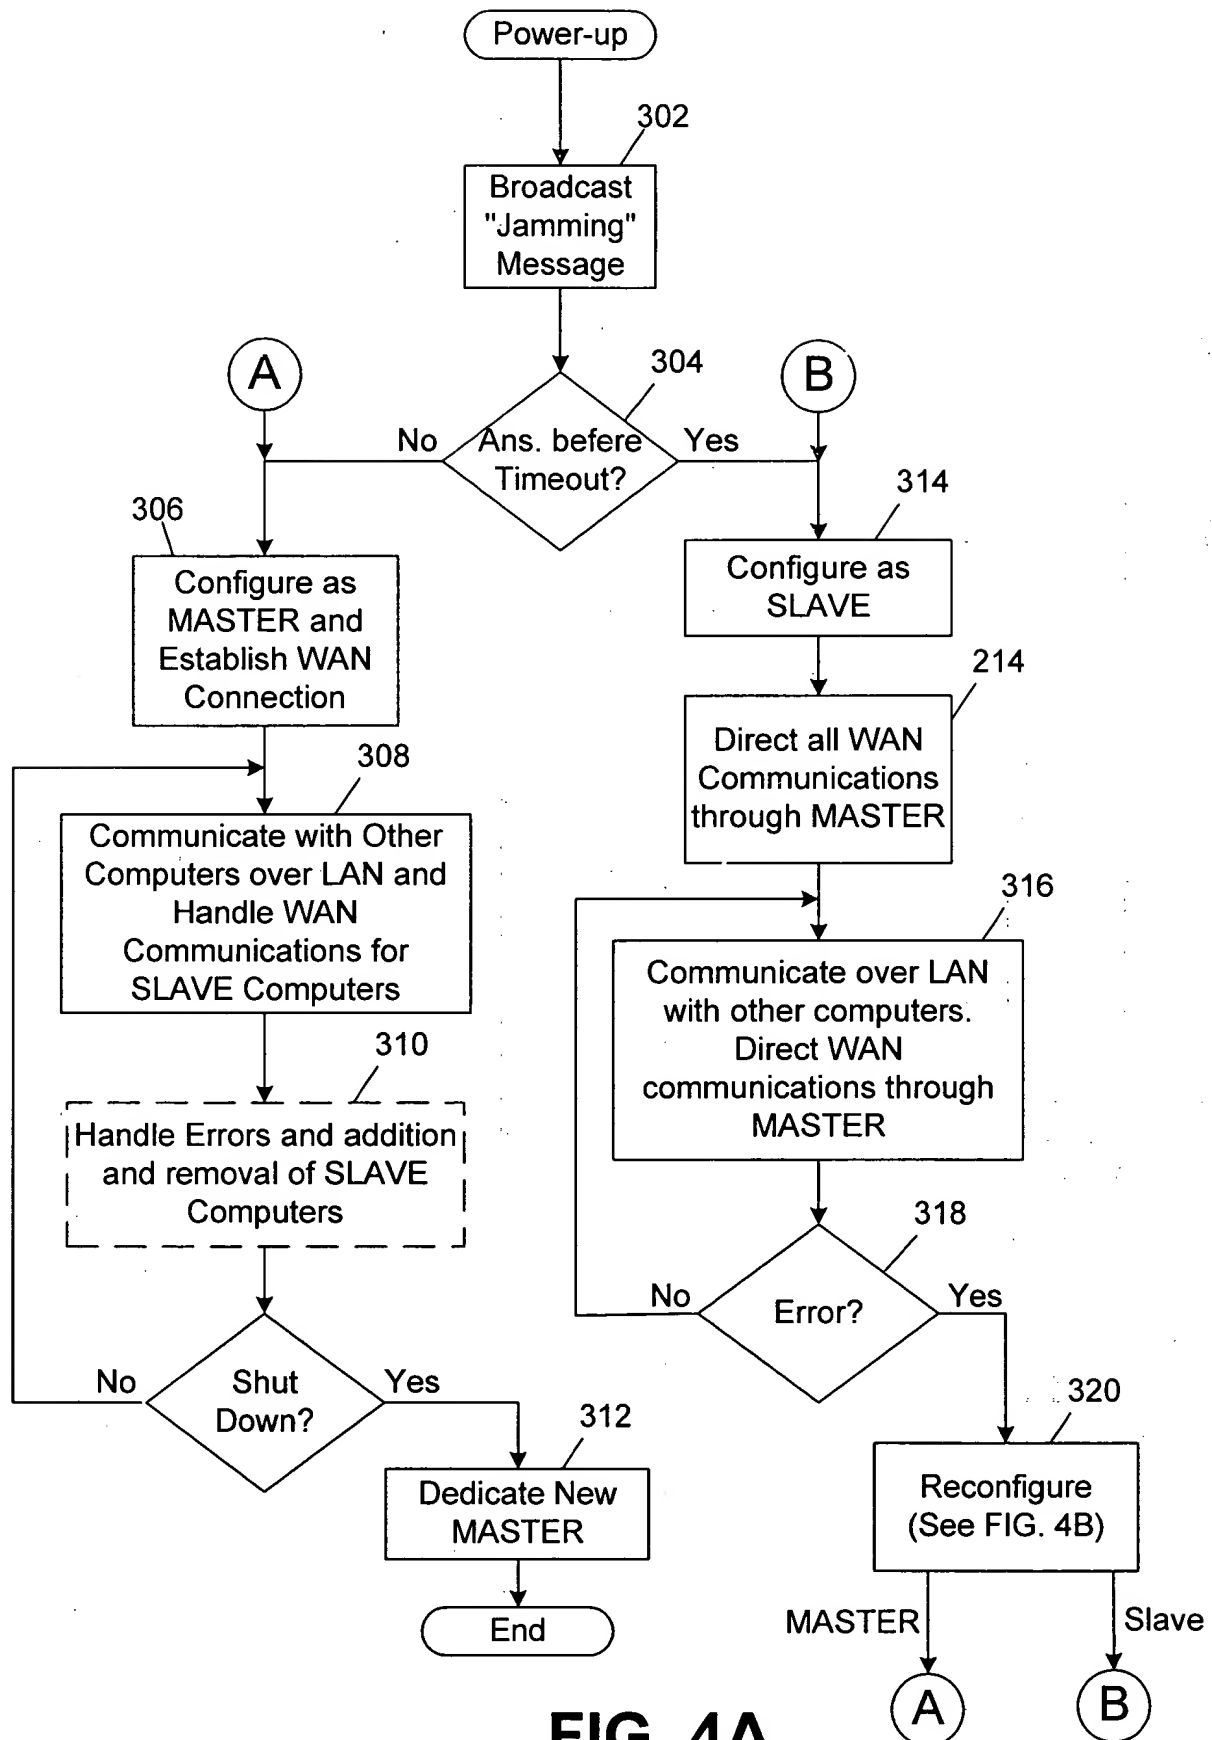 Power-up
302
Broadcast
"Jamming"
Message
A
304
B
No
Ans. befere
Timeout?
Yes
306
314
Configure as
MASTER and
Establish WAN
Connection
Configure as
SLAVE
214
Direct all WAN
Communications
through MASTER
308
Communicate with Other
Computers over LAN and
Handle WAN
Communications for
SLAVE Computers
316
Communicate over LAN
with other computers.
Direct WAN
communications through
MASTER
310
Handle Errors and addition
and removal of SLAVE
Computers
318
No
Error?
Yes
No
Shut
Down?
Yes
312
Dedicate New
MASTER
End
320
Reconfigure
(See FIG. 4B)
MASTER
Slave
A
B
FIG. 4A